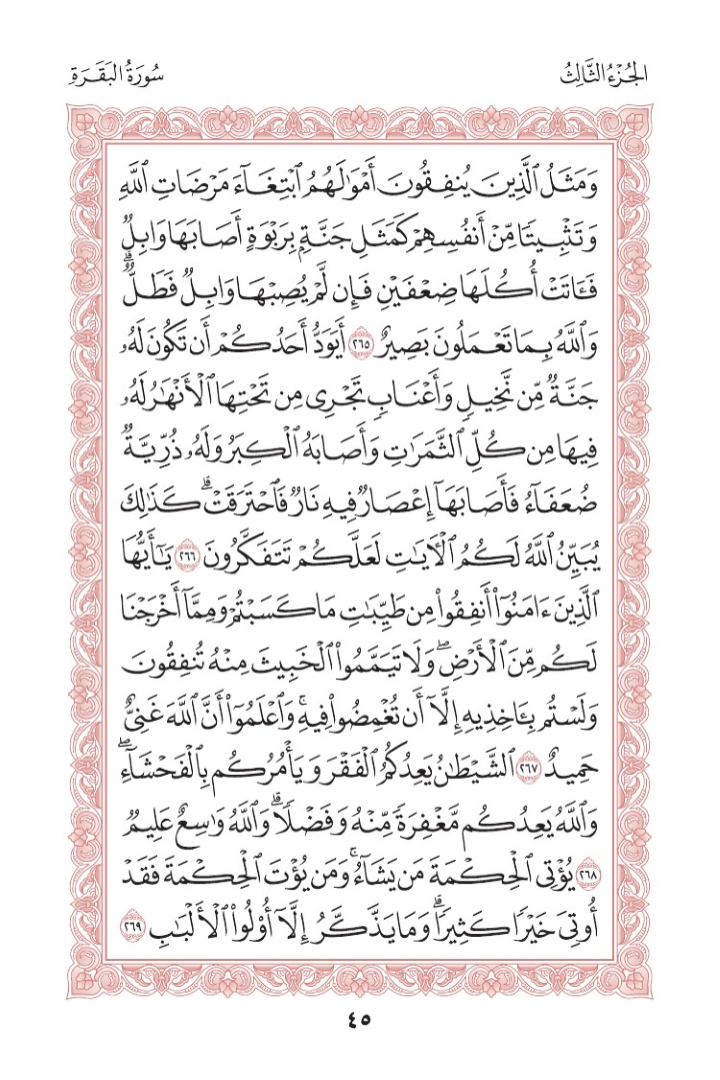 الجُزْءُ الثَّالِثُ
سُورَةُ البَقَرَةِ
وَمَثَلُ ٱلَّذِينَ يُنفِقُونَ أَمْوَٰلَهُمُ ٱبْتِغَآءَ مَرْضَاتِ ٱللَّهِ
وَتَثْبِيتًا مِّنْ أَنفُسِهِمْ كَمَثَلِ جَنَّةٍۭ بِرَبْوَةٍ أَصَابَهَا وَابِلٌ
فَـَٔاتَتْ أُكُلَهَا ضِعْفَيْنِ فَإِن لَّمْ يُصِبْهَا وَابِلٌ فَطَلٌّ ۗ
وَٱللَّهُ بِمَا تَعْمَلُونَ بَصِيرٌ ٢٦٥ أَيَوَدُّ أَحَدُكُمْ أَن تَكُونَ لَهُۥ
جَنَّةٌ مِّن نَّخِيلٍ وَأَعْنَابٍ تَجْرِى مِن تَحْتِهَا ٱلْأَنْهَٰرُ لَهُۥ
فِيهَا مِن كُلِّ ٱلثَّمَرَٰتِ وَأَصَابَهُ ٱلْكِبَرُ وَلَهُۥ ذُرِّيَّةٌ
ضُعَفَآءُ فَأَصَابَهَآ إِعْصَارٌ فِيهِ نَارٌ فَٱحْتَرَقَتْ ۗ كَذَٰلِكَ
يُبَيِّنُ ٱللَّهُ لَكُمُ ٱلْـَٔايَٰتِ لَعَلَّكُمْ تَتَفَكَّرُونَ ٢٦٦ يَٰٓأَيُّهَا
ٱلَّذِينَ ءَامَنُوٓا۟ أَنفِقُوا۟ مِن طَيِّبَٰتِ مَا كَسَبْتُمْ وَمِمَّآ أَخْرَجْنَا
لَكُم مِّنَ ٱلْأَرْضِ ۖ وَلَا تَيَمَّمُوا۟ ٱلْخَبِيثَ مِنْهُ تُنفِقُونَ
وَلَسْتُم بِـَٔاخِذِيهِ إِلَّآ أَن تُغْمِضُوا۟ فِيهِ ۚ وَٱعْلَمُوٓا۟ أَنَّ ٱللَّهَ غَنِىٌّ
حَمِيدٌ ٢٦٧ ٱلشَّيْطَٰنُ يَعِدُكُمُ ٱلْفَقْرَ وَيَأْمُرُكُم بِٱلْفَحْشَآءِ ۖ
وَٱللَّهُ يَعِدُكُم مَّغْفِرَةً مِّنْهُ وَفَضْلًا ۗ وَٱللَّهُ وَٰسِعٌ عَلِيمٌ
٢٦٨ يُؤْتِى ٱلْحِكْمَةَ مَن يَشَآءُ ۚ وَمَن يُؤْتَ ٱلْحِكْمَةَ فَقَدْ
أُوتِىَ خَيْرًا كَثِيرًا ۗ وَمَا يَذَّكَّرُ إِلَّآ أُو۟لُوا۟ ٱلْأَلْبَٰبِ ٢٦٩
٤٥